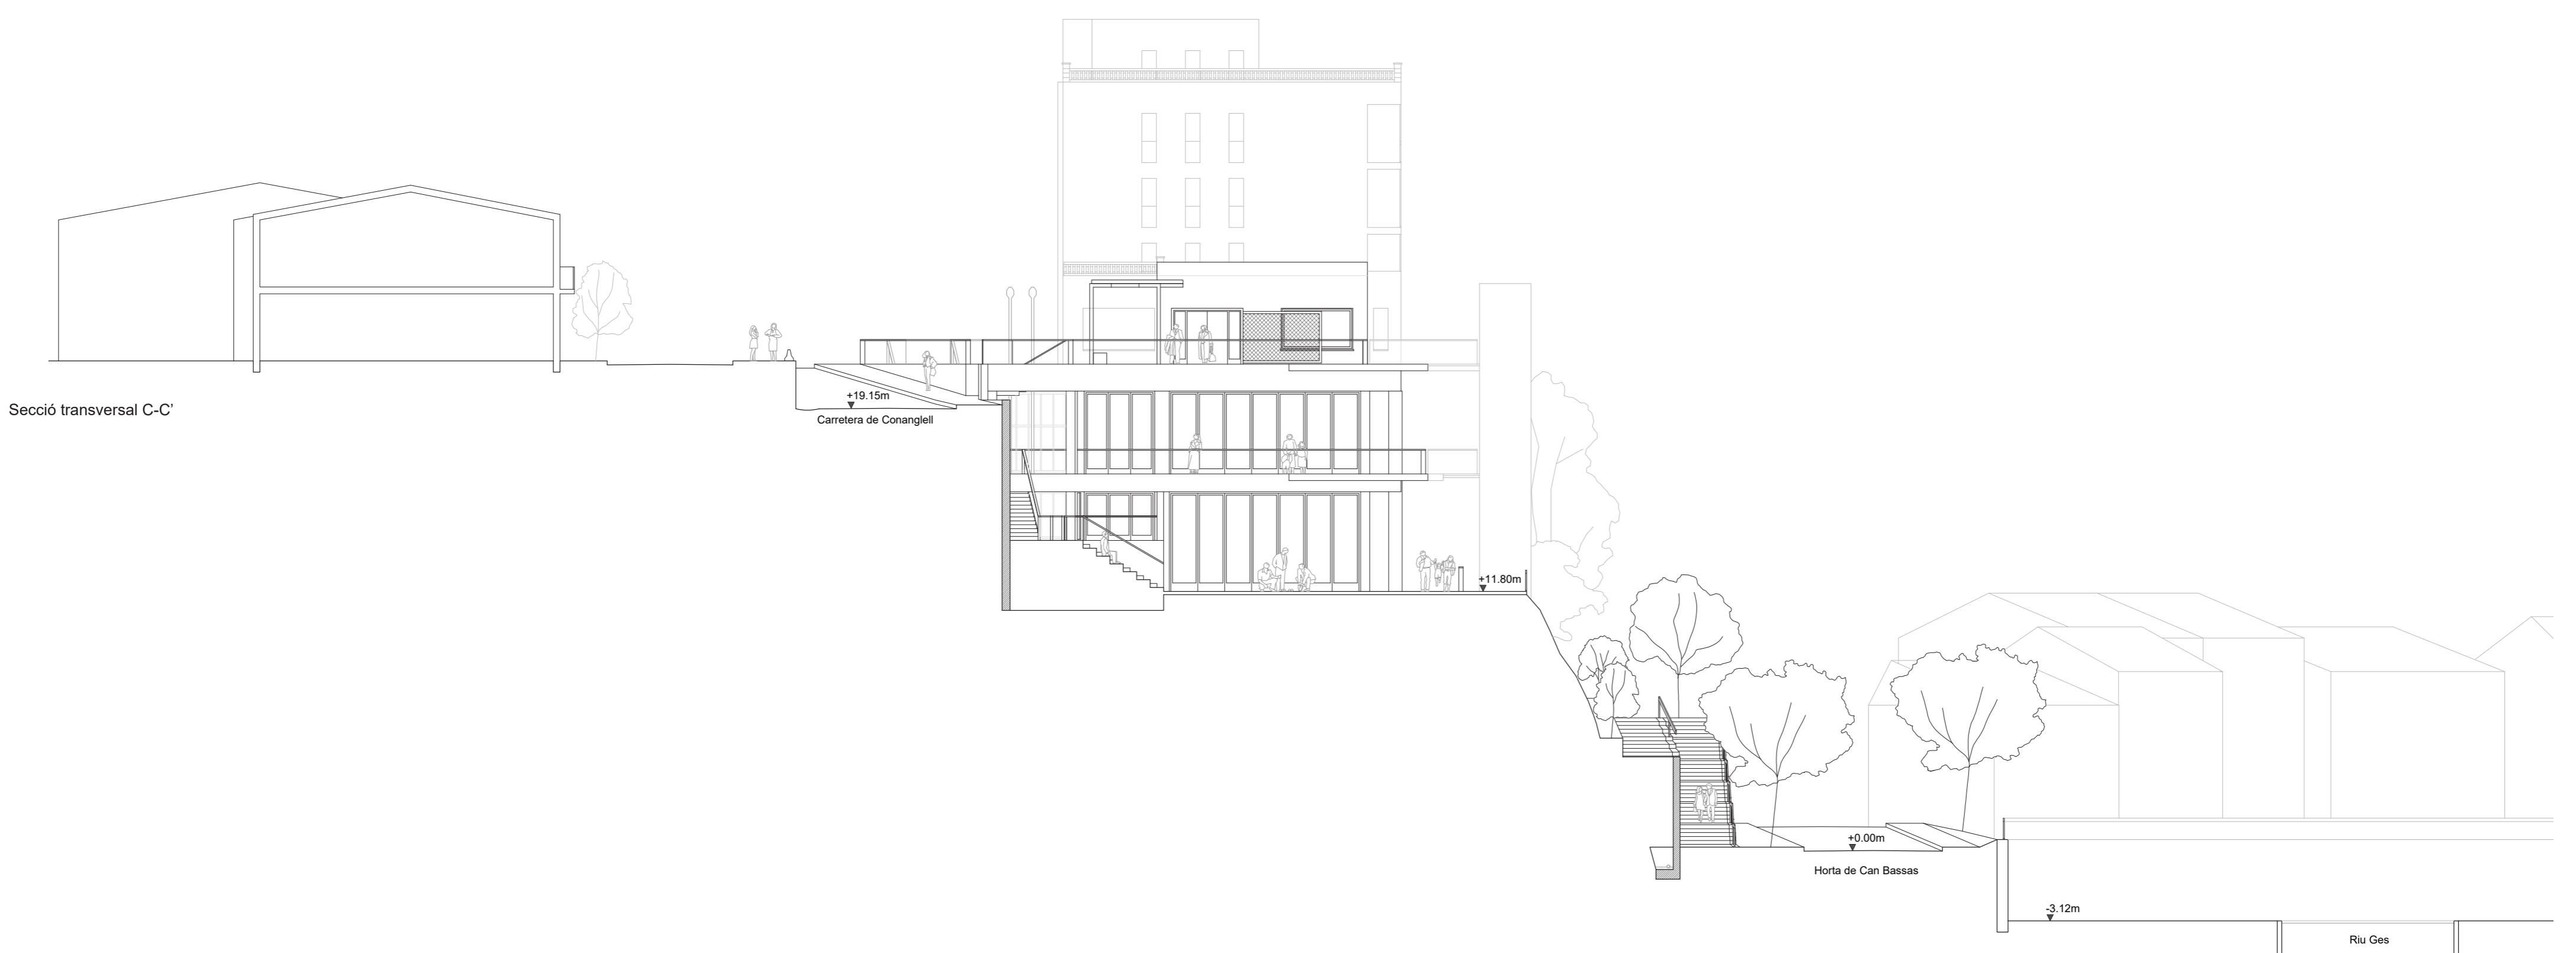 Secció transversal C-C'
+19.15m
Carretera de Conanglell
+11.80m
+0.00m
Horta de Can Bassas
-3.12m
Riu Ges